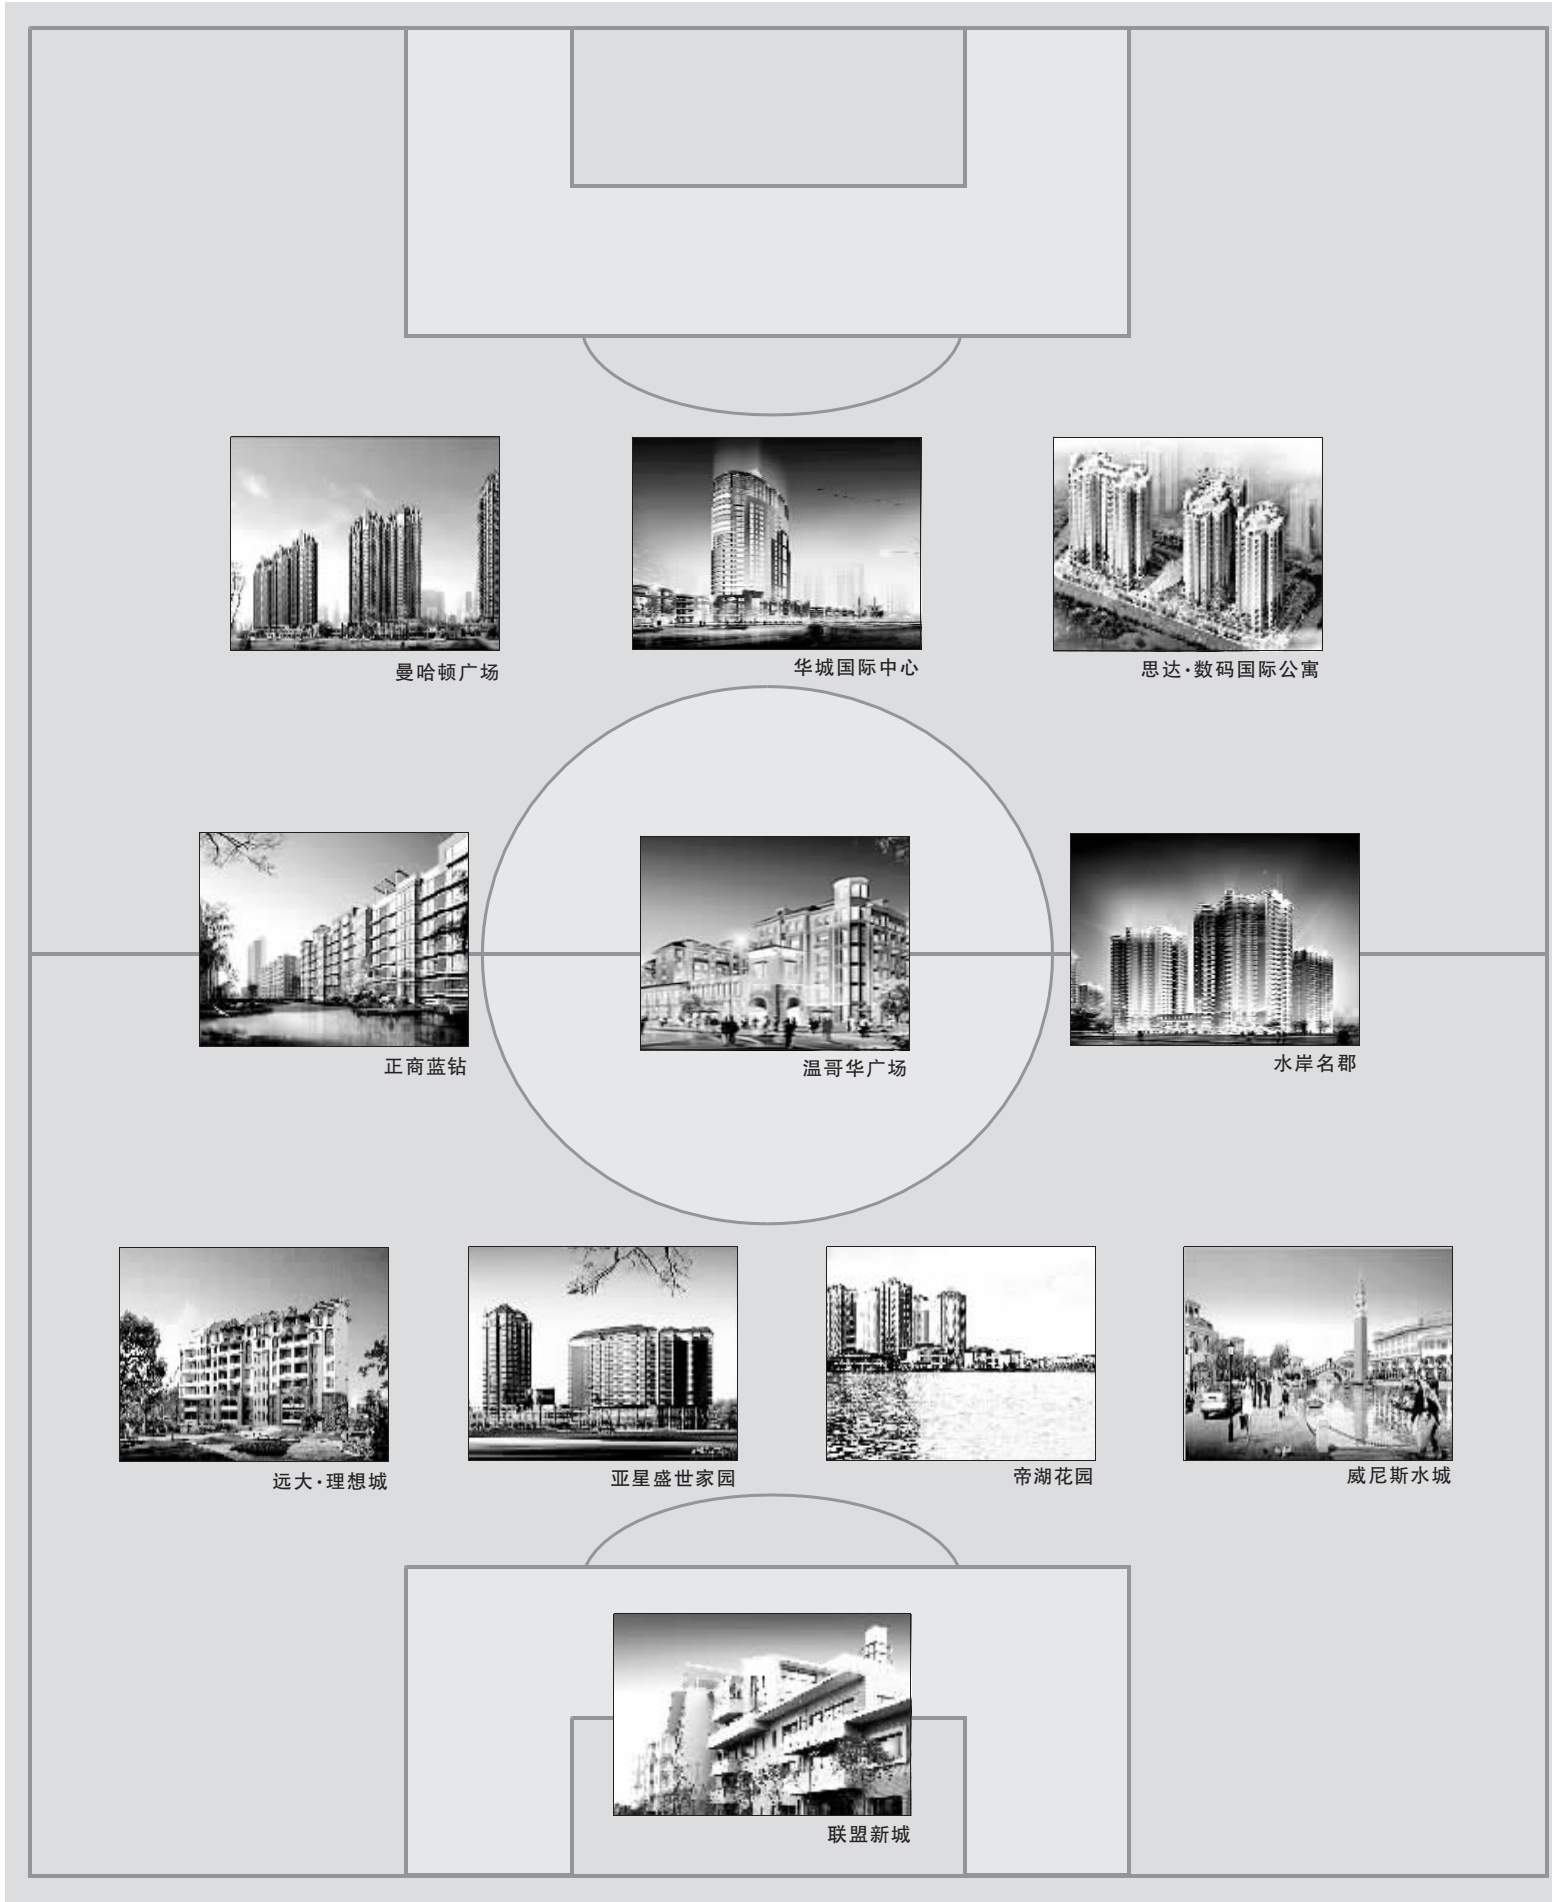 曼哈顿广场
华城国际中心
思达·数码国际公寓
正商蓝钻
温哥华广场
水岸名郡
远大·理想城
亚星盛世家园
帝湖花园
威尼斯水城
联盟新城